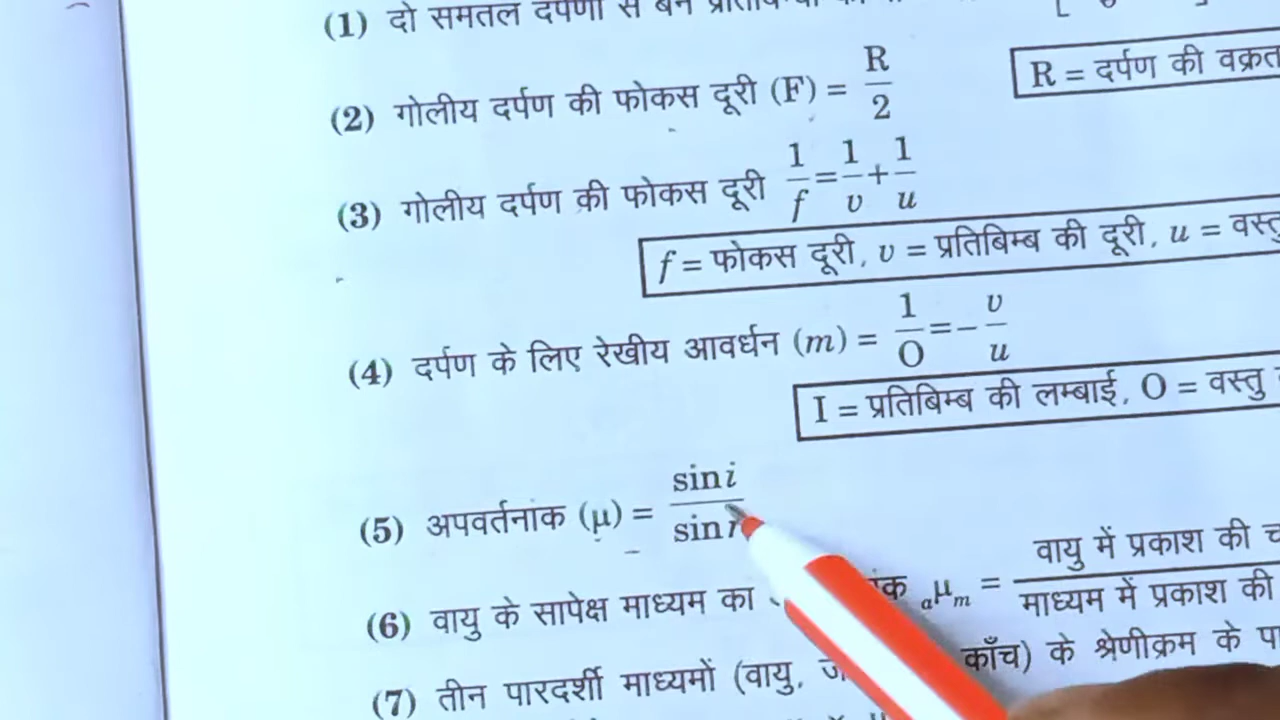 (1) दो समतल दर्पणों से बने
(2) गोलीय दर्पण की फोकस दूरी (F) = R/2
R = दर्पण की वक्रत
(3) गोलीय दर्पण की फोकस दूरी 1/f = 1/v + 1/u
f = फोकस दूरी, v = प्रतिबिम्ब की दूरी, u = वस्तु
(4) दर्पण के लिए रेखीय आवर्धन (m) = 1/O = - v/u
I = प्रतिबिम्ब की लम्बाई, O = वस्तु
(5) अपवर्तनांक (μ) = sin i / sin r
(6) वायु के सापेक्ष माध्यम का ₐμₘ = वायु में प्रकाश की / माध्यम में प्रकाश की
(7) तीन पारदर्शी माध्यमों (वायु, काँच) के श्रेणीक्रम के